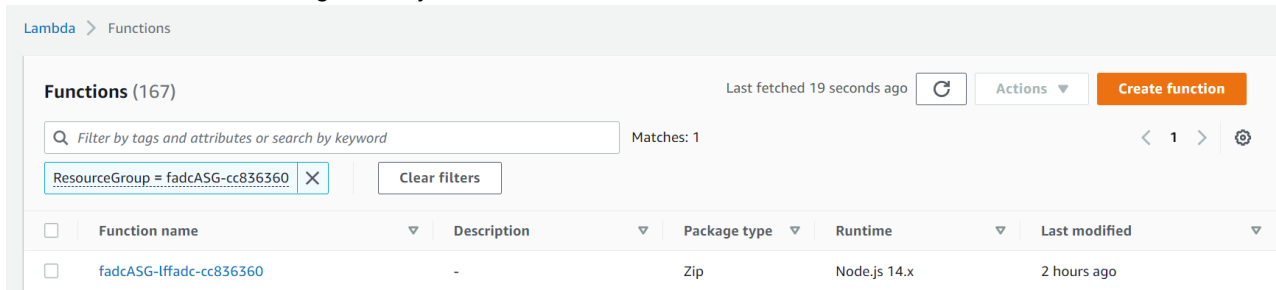 Lambda > Functions
Functions (167)
Last fetched 19 seconds ago
Actions
Create function
Filter by tags and attributes or search by keyword
Matches: 1
1
ResourceGroup = fadcASG-cc836360
Clear filters
Function name Description Package type Runtime Last modified
fadcASG-lffadc-cc836360 - Zip Node.js 14.x 2 hours ago